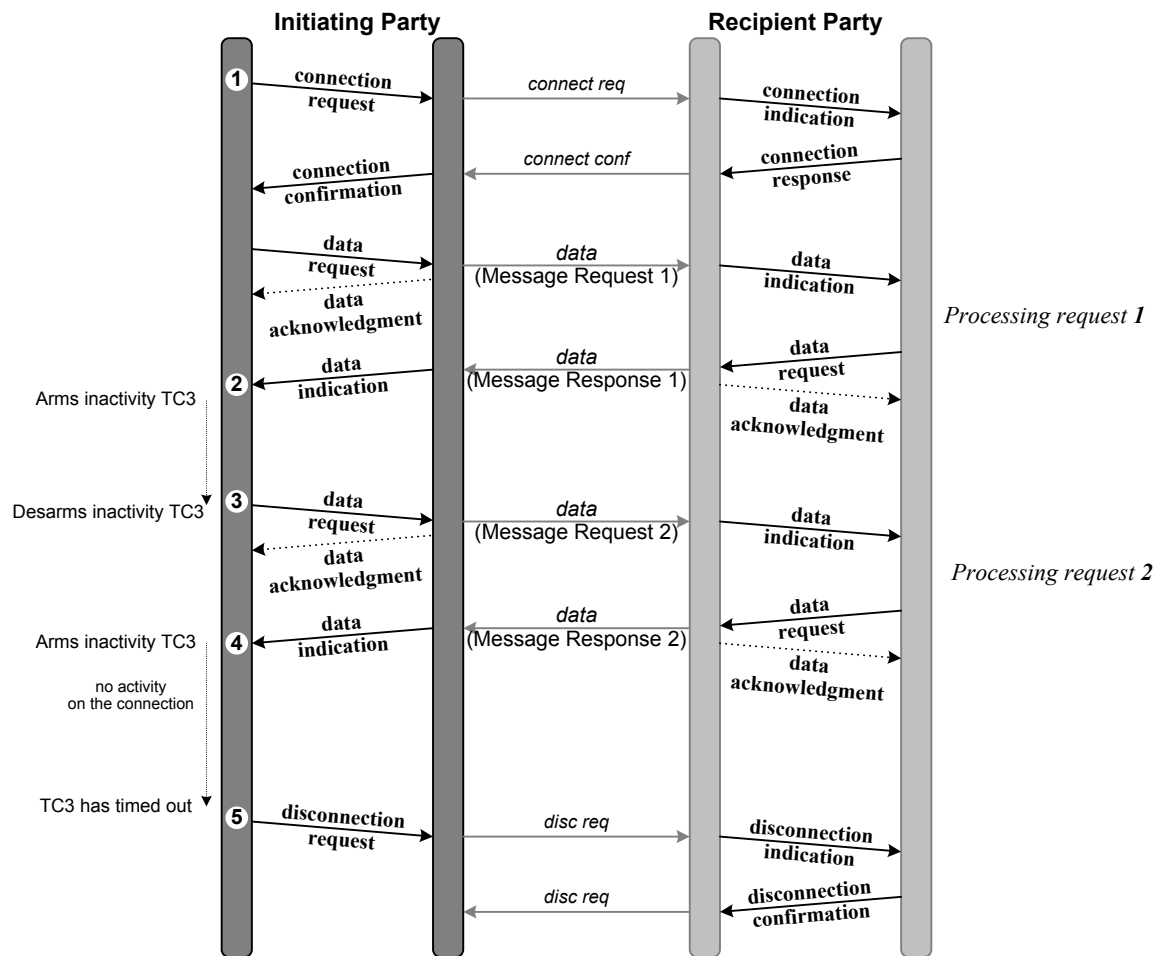 Initiating Party
Recipient Party
1
connection
request
connect req
connection
indication
connection
confirmation
connect conf
connection
response
data
request
data
(Message Request 1)
data
indication
data
acknowledgment
Processing request 1
2
data
indication
data
(Message Response 1)
data
request
Arms inactivity TC3
data
acknowledgment
3
Desarms inactivity TC3
data
request
data
(Message Request 2)
data
indication
data
acknowledgment
Processing request 2
Arms inactivity TC3
4
data
indication
data
(Message Response 2)
data
request
no activity
on the connection
data
acknowledgment
TC3 has timed out
5
disconnection
request
disc req
disconnection
indication
disc req
disconnection
confirmation